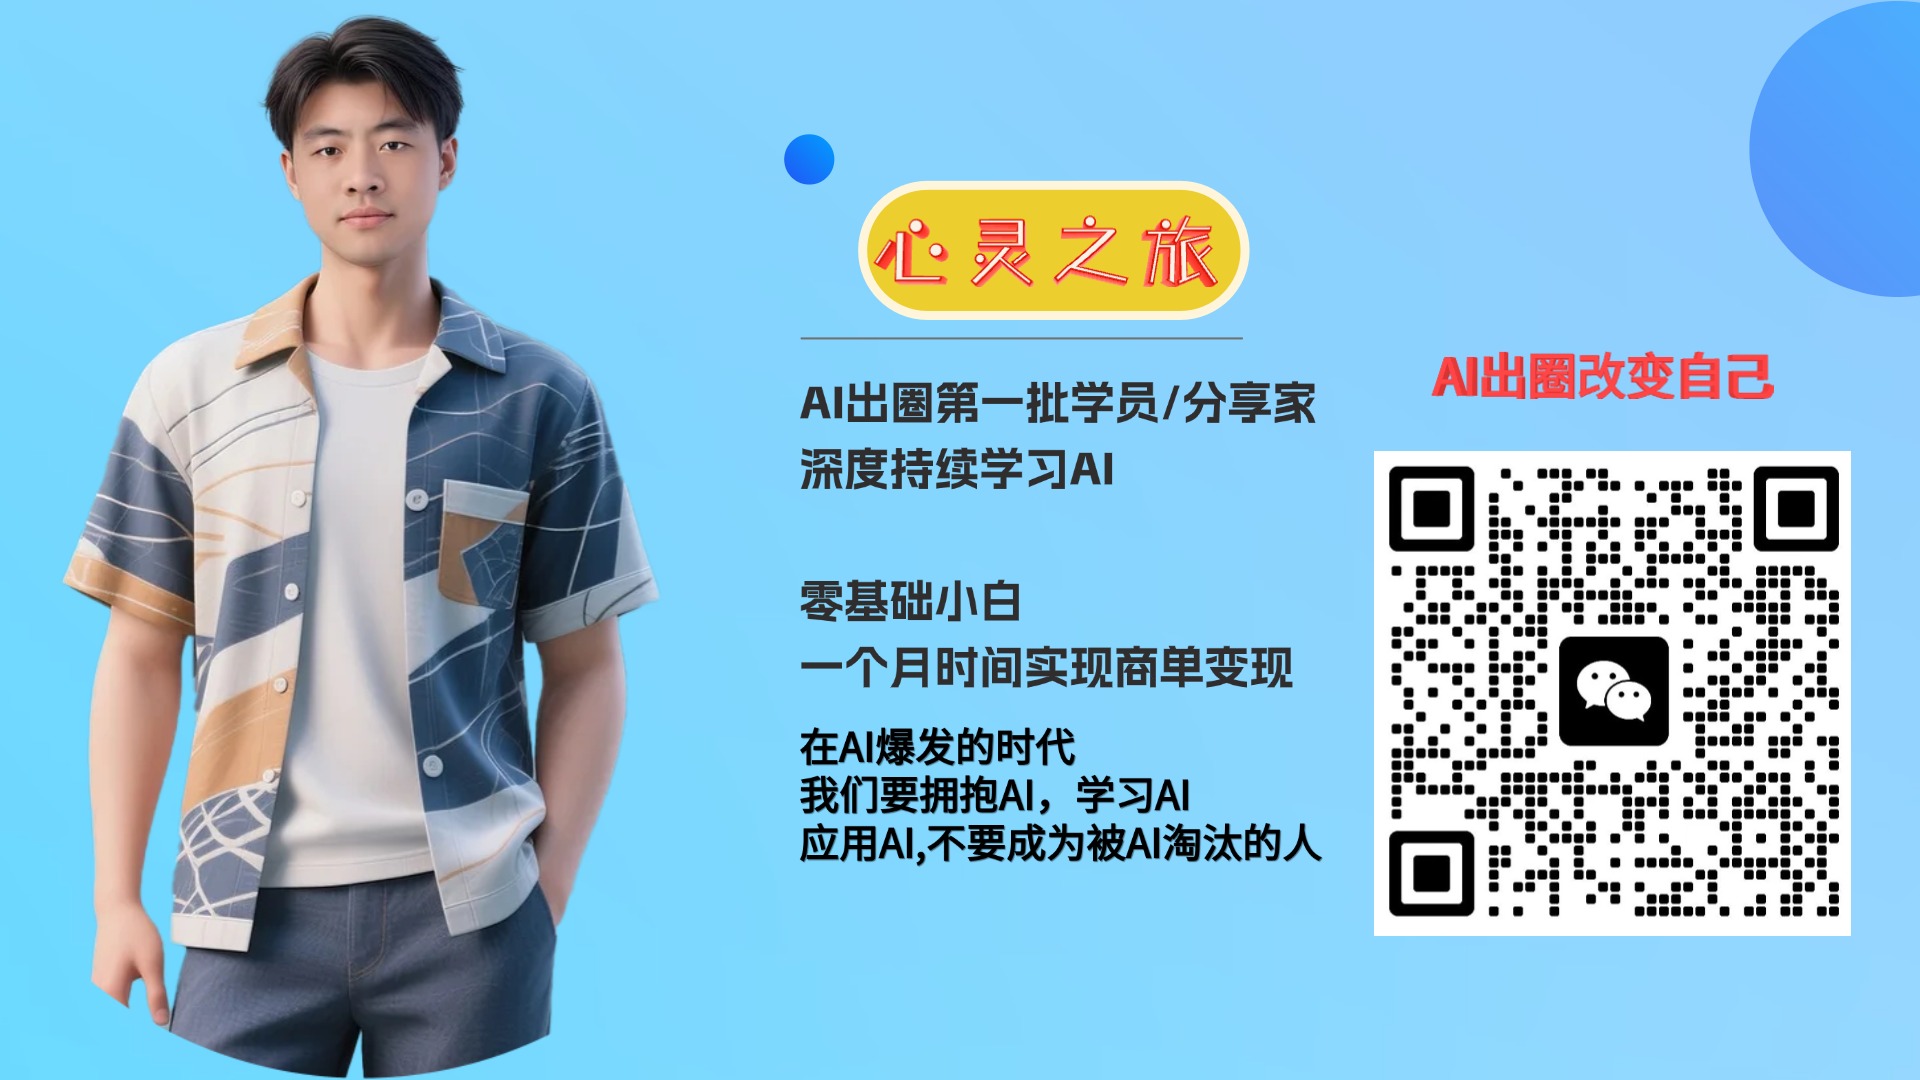 心灵之旅
AI出圈第一批学员/分享家
深度持续学习AI
零基础小白
一个月时间实现商单变现
在AI爆发的时代
我们要拥抱AI，学习AI
应用AI,不要成为被AI淘汰的人
AI出圈改变自己